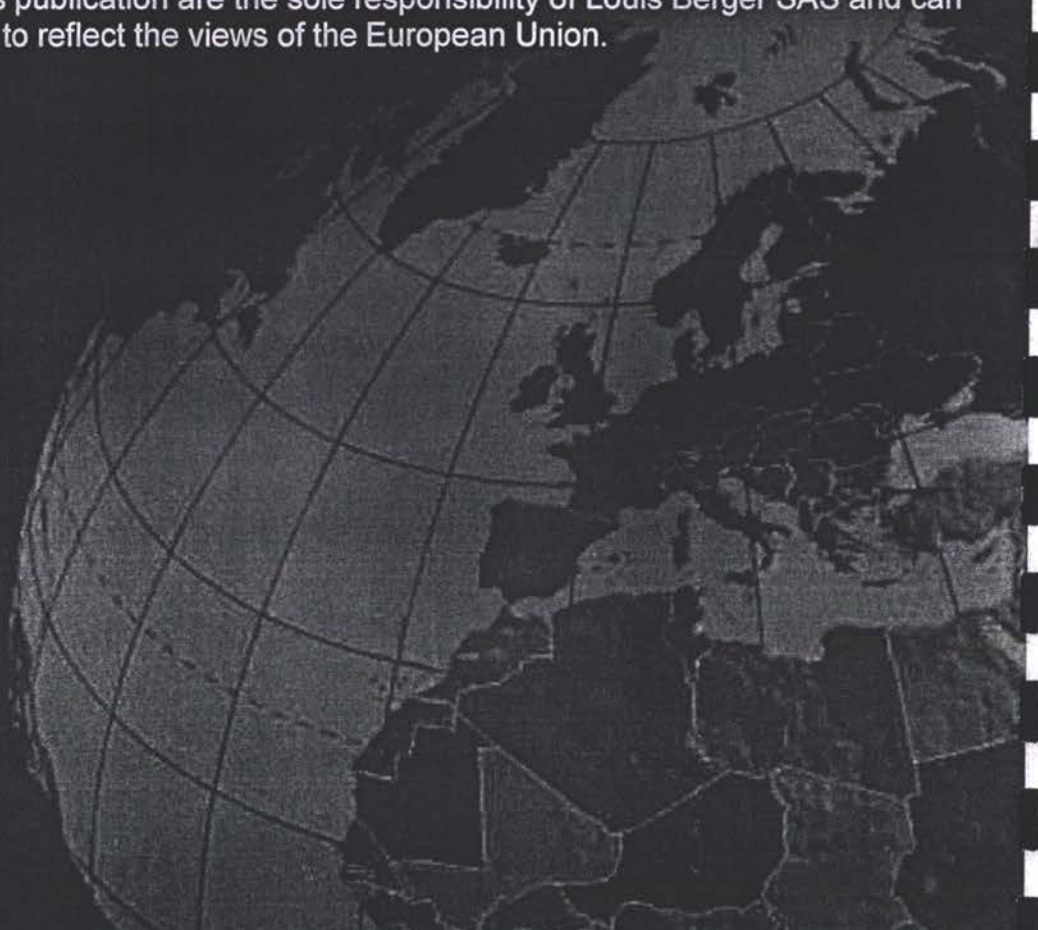 publication are the sole responsibility of Louis Berger SAS and can
to reflect the views of the European Union.